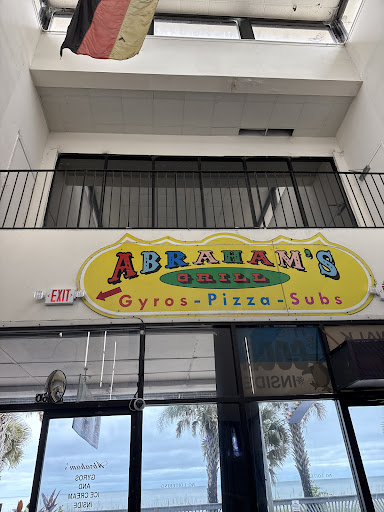 ABRAHAM'S
GRILL
EXIT
Gyros - Pizza - Subs
INSIDE
Abraham's
GYROS
AND
ICE CREAM
INSIDE